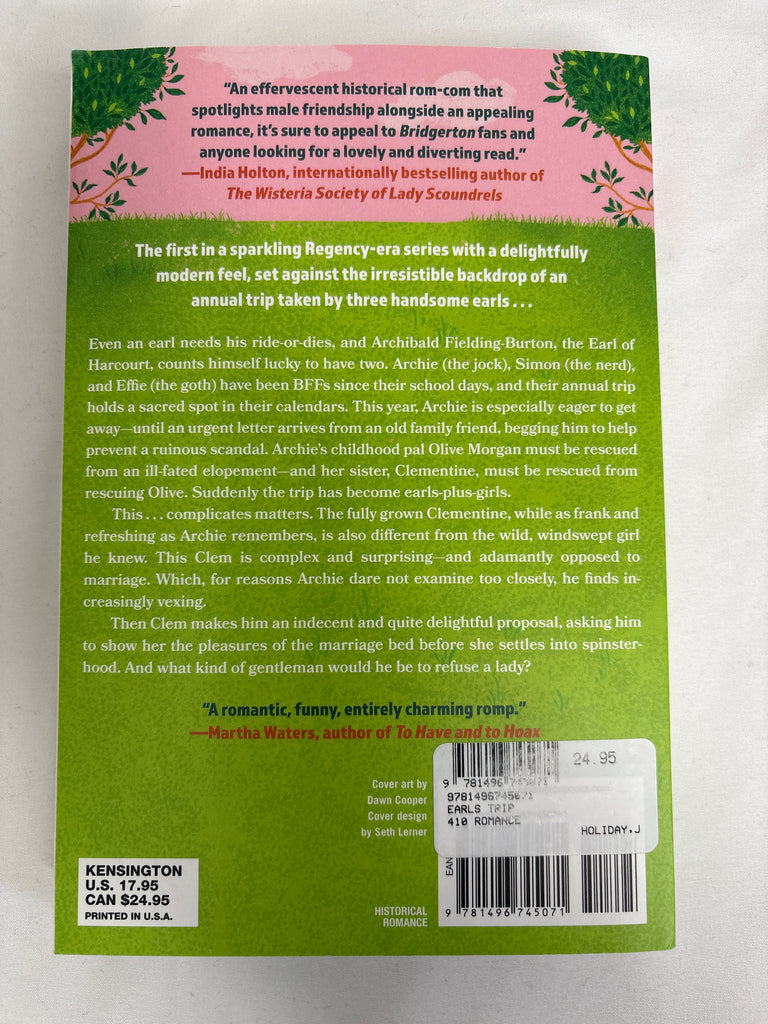 “An effervescent historical rom-com that
spotlights male friendship alongside an appealing
romance, it’s sure to appeal to Bridgerton fans and
anyone looking for a lovely and diverting read.”
—India Holton, internationally bestselling author of
The Wisteria Society of Lady Scoundrels
The first in a sparkling Regency-era series with a delightfully
modern feel, set against the irresistible backdrop of an
annual trip taken by three handsome earls . . .
Even an earl needs his ride-or-dies, and Archibald Fielding-Burton, the Earl of
Harcourt, counts himself lucky to have two. Archie (the jock), Simon (the nerd),
and Effie (the goth) have been BFFs since their school days, and their annual trip
holds a sacred spot in their calendars. This year, Archie is especially eager to get
away—until an urgent letter arrives from an old family friend, begging him to help
prevent a ruinous scandal. Archie’s childhood pal Olive Morgan must be rescued
from an ill-fated elopement—and her sister, Clementine, must be rescued from
rescuing Olive. Suddenly the trip has become earls-plus-girls.
This . . . complicates matters. The fully grown Clementine, while as frank and
refreshing as Archie remembers, is also different from the wild, windswept girl
he knew. This Clem is complex and surprising—and adamantly opposed to
marriage. Which, for reasons Archie dare not examine too closely, he finds in-
creasingly vexing.
Then Clem makes him an indecent and quite delightful proposal, asking him
to show her the pleasures of the marriage bed before she settles into spinster-
hood. And what kind of gentleman would he be to refuse a lady?
“A romantic, funny, entirely charming romp.”
—Martha Waters, author of To Have and to Hoax
Cover art by
Dawn Cooper
Cover design
by Seth Lerner
24.95
EARLS TRIP
410 ROMANCE
HOLIDAY,J
EAN
9 781496 745071
KENSINGTON
U.S. 17.95
CAN $24.95
PRINTED IN U.S.A.
HISTORICAL
ROMANCE